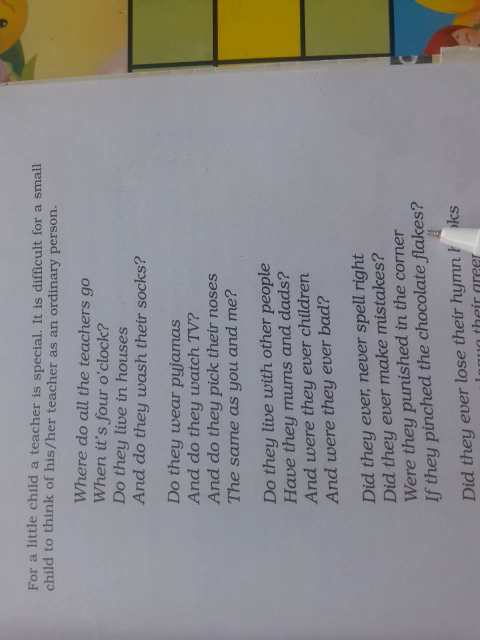 For a little child a teacher is special. It is difficult for a small
child to think of his/her teacher as an ordinary person.
Where do all the teachers go
When it's four o'clock?
Do they live in houses
And do they wash their socks?
Do they wear pyjamas
And do they watch TV?
And do they pick their noses
The same as you and me?
Do they live with other people
Have they mums and dads?
And were they ever children
And were they ever bad?
Did they ever, never spell right
Did they ever make mistakes?
Were they punished in the corner
If they pinched the chocolate flakes?
Did they ever lose their hymn
their